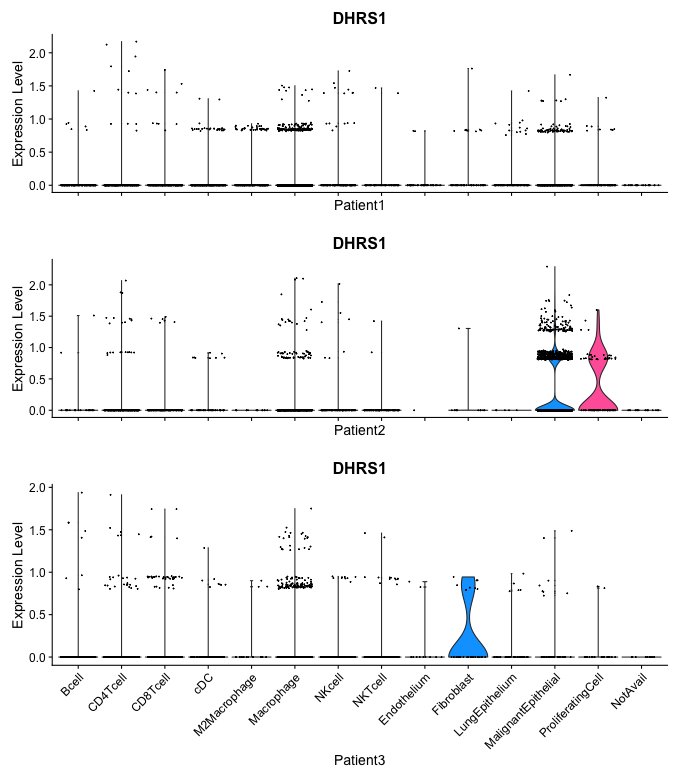 DHRS1
Expression Level
2.0
1.5
1.0
0.5
0.0
Patient1
DHRS1
Expression Level
2.0
1.5
1.0
0.5
0.0
Patient2
DHRS1
Expression Level
2.0
1.5
1.0
0.5
0.0
Bcell
CD4Tcell
CD8Tcell
cDC
M2Macrophage
Macrophage
NKcell
NKTcell
Endothelium
Fibroblast
LungEpithelium
MalignantEpithelial
ProliferatingCell
NotAvail
Patient3